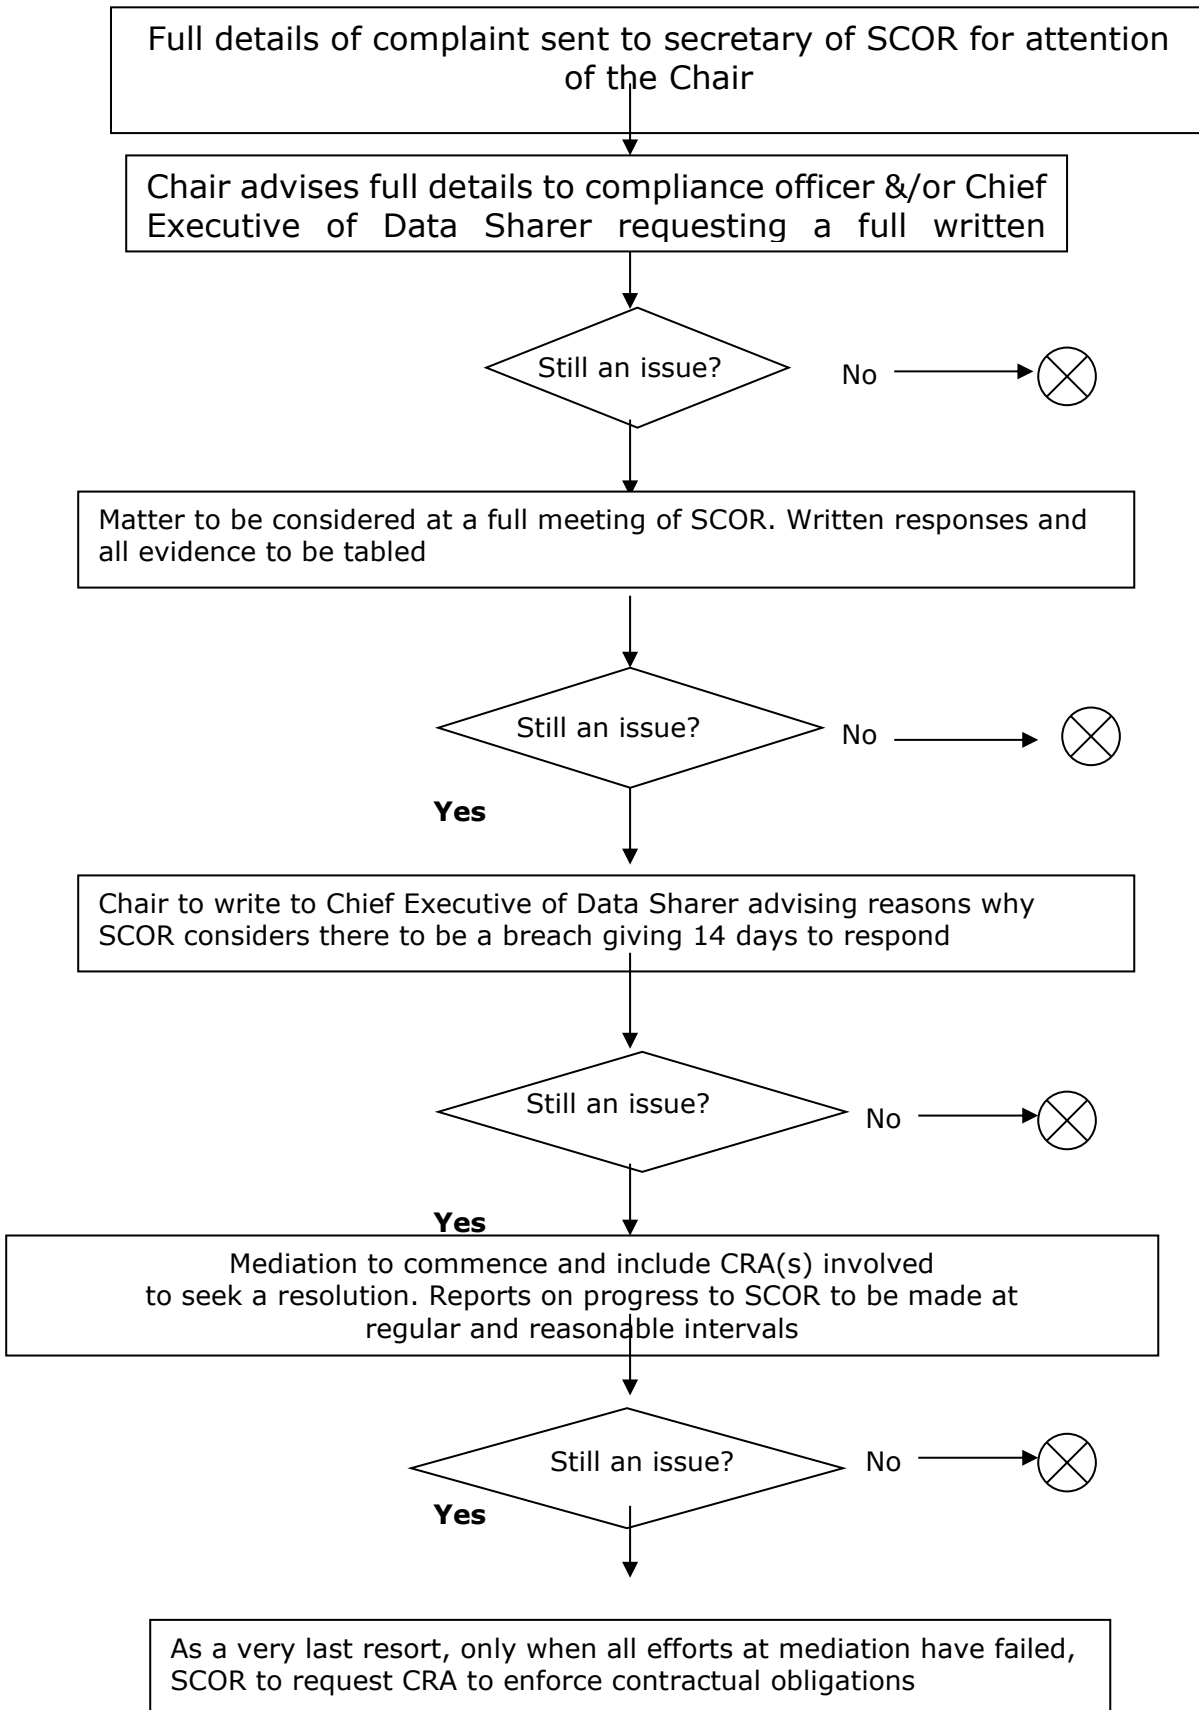 Full details of complaint sent to secretary of SCOR for attention
of the Chair
Chair advises full details to compliance officer &/or Chief
Executive of Data Sharer requesting a full written
Still an issue?
No
Matter to be considered at a full meeting of SCOR. Written responses and
all evidence to be tabled
Still an issue?
No
Yes
Chair to write to Chief Executive of Data Sharer advising reasons why
SCOR considers there to be a breach giving 14 days to respond
Still an issue?
No
Yes
Mediation to commence and include CRA(s) involved
to seek a resolution. Reports on progress to SCOR to be made at
regular and reasonable intervals
Still an issue?
No
Yes
As a very last resort, only when all efforts at mediation have failed,
SCOR to request CRA to enforce contractual obligations